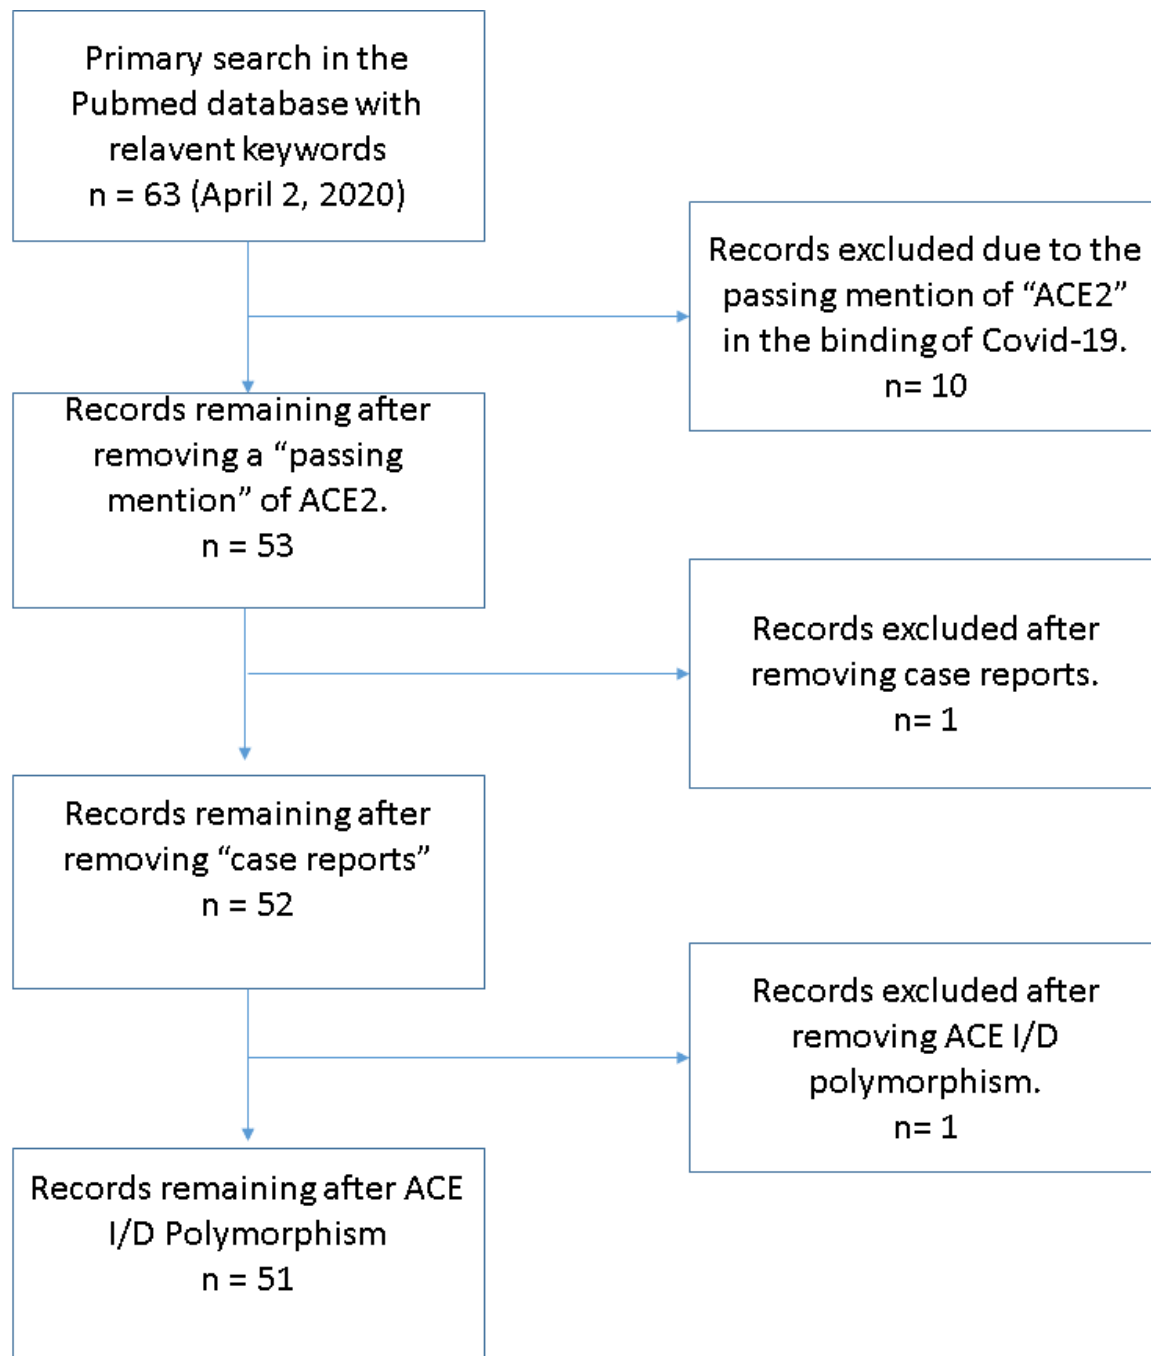 Primary search in the
Pubmed database with
relavent keywords
n = 63 (April 2, 2020)
Records excluded due to the
passing mention of “ACE2”
in the binding of Covid-19.
n= 10
Records remaining after
removing a “passing
mention” of ACE2.
n = 53
Records excluded after
removing case reports.
n= 1
Records remaining after
removing “case reports”
n = 52
Records excluded after
removing ACE I/D
polymorphism.
n= 1
Records remaining after ACE
I/D Polymorphism
n = 51